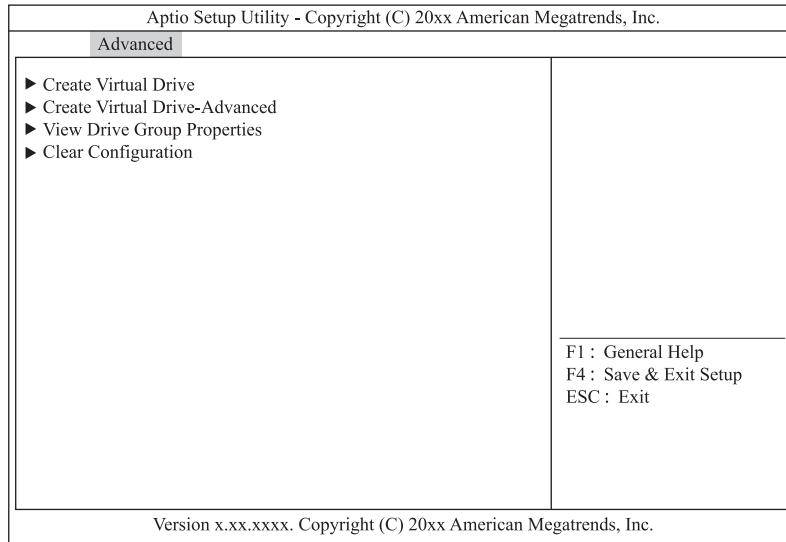 Aptio Setup Utility - Copyright (C) 20xx American Megatrends, Inc.
Advanced
▶ Create Virtual Drive
▶ Create Virtual Drive-Advanced
▶ View Drive Group Properties
▶ Clear Configuration
F1 : General Help
F4 : Save & Exit Setup
ESC : Exit
Version x.xx.xxxx. Copyright (C) 20xx American Megatrends, Inc.